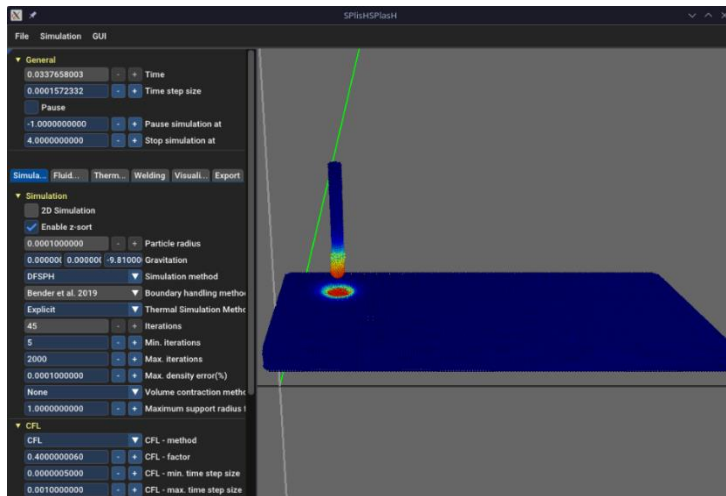 SPlisHSPlasH
File Simulation GUI
General
0.0337658003 - + Time
0.0001572332 - + Time step size
Pause
-1.0000000000 - + Pause simulation at
4.0000000000 - + Stop simulation at
Simula... Fluid... Therm... Welding Visuali... Export
Simulation
2D Simulation
Enable z-sort
0.0001000000 - + Particle radius
0.00000( 0.00000( -9.8100( Gravitation
DFSPH Simulation method
Bender et al. 2019 Boundary handling metho
Explicit Thermal Simulation Metho
45 - + Iterations
5 - + Min. iterations
2000 - + Max. iterations
0.0001000000 - + Max. density error(%)
None Volume contraction metho
1.0000000000 - + Maximum support radius f
CFL
CFL CFL - method
0.4000000060 - + CFL - factor
0.0000005000 - + CFL - min. time step size
0.0010000000 - + CFL - max. time step size